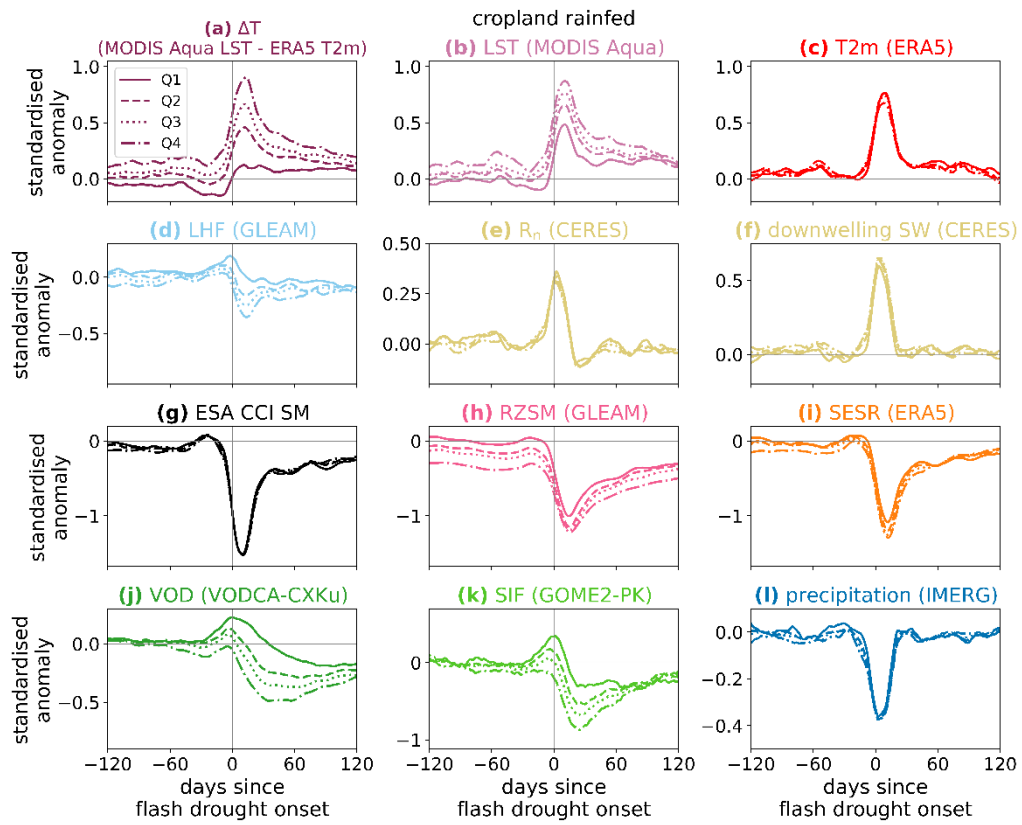 cropland rainfed
(a) ΔT
(MODIS Aqua LST - ERA5 T2m)
(b) LST (MODIS Aqua)
(c) T2m (ERA5)
standardised
anomaly
1.0
0.5
0.0
Q1
Q2
Q3
Q4
1.0
0.5
0.0
1.0
0.5
0.0
(d) LHF (GLEAM)
(e) Rₙ (CERES)
(f) downwelling SW (CERES)
standardised
anomaly
0.0
−0.5
0.50
0.25
0.00
0.5
0.0
(g) ESA CCI SM
(h) RZSM (GLEAM)
(i) SESR (ERA5)
standardised
anomaly
0
−1
0
−1
0
−1
(j) VOD (VODCA-CXKu)
(k) SIF (GOME2-PK)
(l) precipitation (IMERG)
standardised
anomaly
0.0
−0.5
0
−1
0.0
−0.2
−0.4
−120 −60 0 60 120
−120 −60 0 60 120
−120 −60 0 60 120
days since
flash drought onset
days since
flash drought onset
days since
flash drought onset